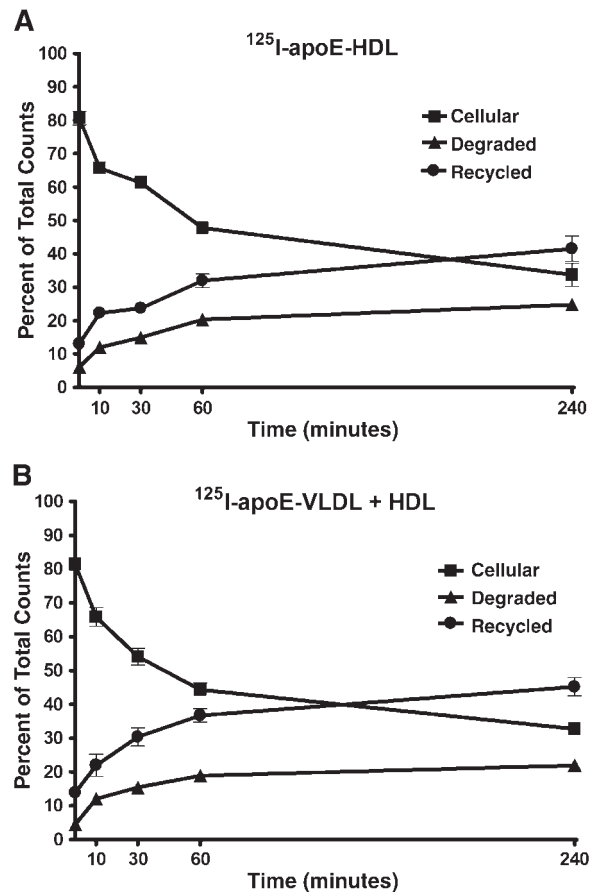 A
¹²⁵I-apoE-HDL
Percent of Total Counts
100
90
80
70
60
50
40
30
20
10
0
Cellular
Degraded
Recycled
10 30 60 240
Time (minutes)
B
¹²⁵I-apoE-VLDL + HDL
Percent of Total Counts
100
90
80
70
60
50
40
30
20
10
0
Cellular
Degraded
Recycled
10 30 60 240
Time (minutes)